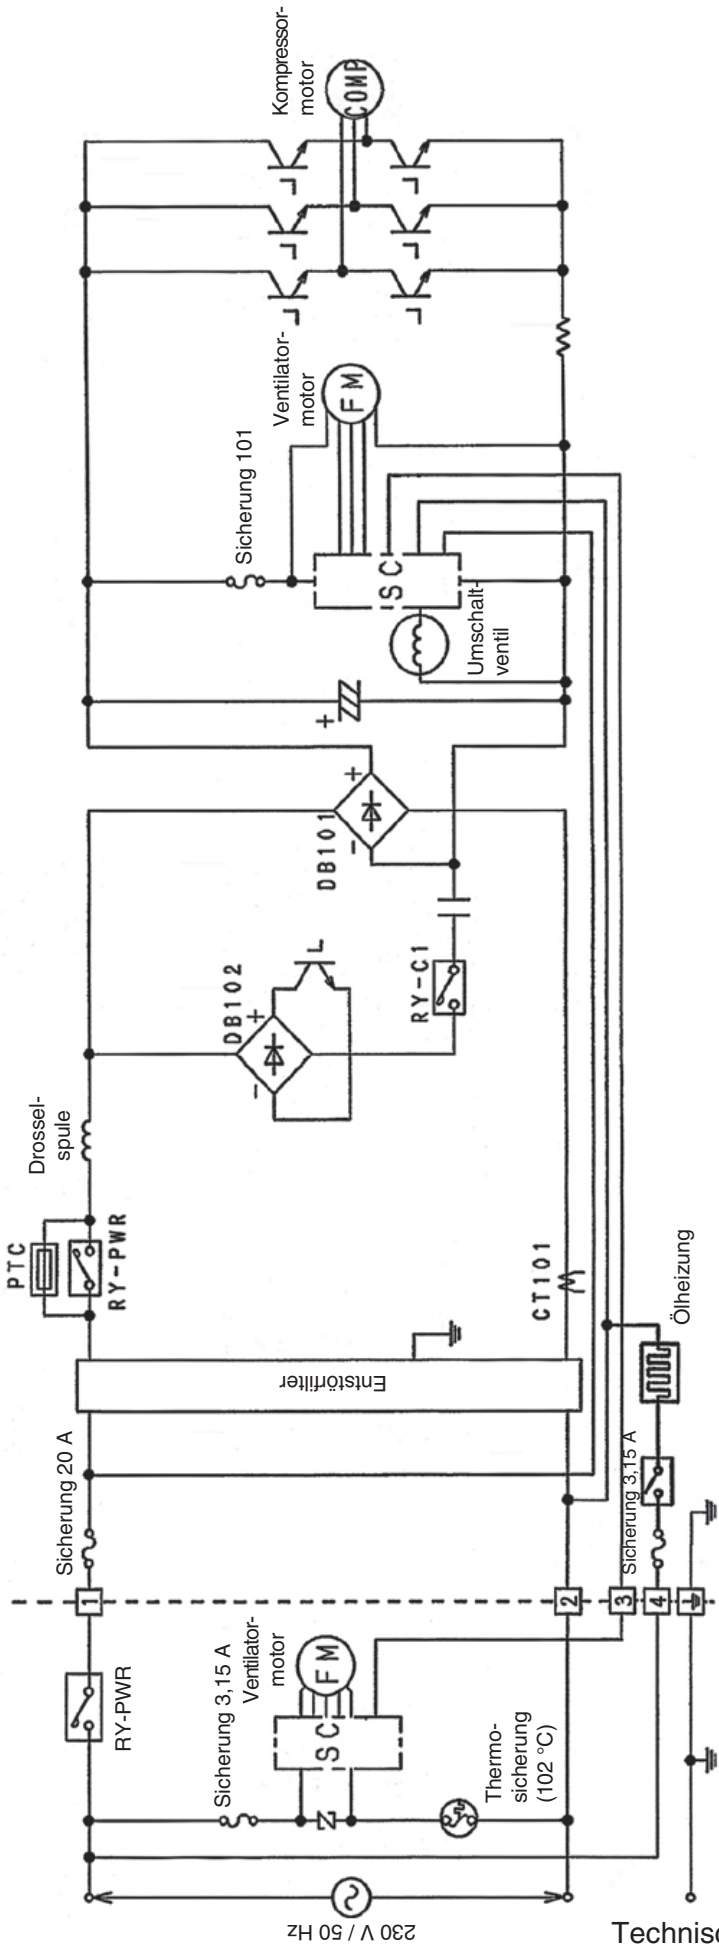 Kompressor-
motor
COMP
Ventilator-
motor
FM
Sicherung 101
SC
Umschalt-
ventil
+
+
-
DB101
DB102
+
-
RY-C1
Drossel-
spule
PTC
RY-PWR
CT101
Entstörfilter
Ölheizung
Sicherung 20 A
Sicherung 3,15 A
1
2
3
4
RY-PWR
Sicherung 3,15 A
Ventilator-
motor
FM
SC
Z
Thermo-
sicherung
(102 °C)
230 V / 50 Hz
Technisc